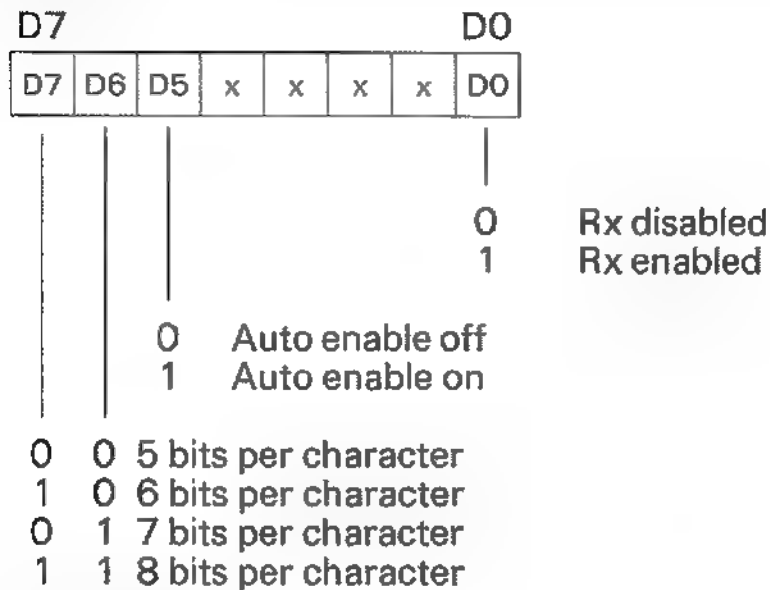 D7 D0
D7 D6 D5 x x x x D0
0 Rx disabled
1 Rx enabled
0 Auto enable off
1 Auto enable on
0 0 5 bits per character
1 0 6 bits per character
0 1 7 bits per character
1 1 8 bits per character